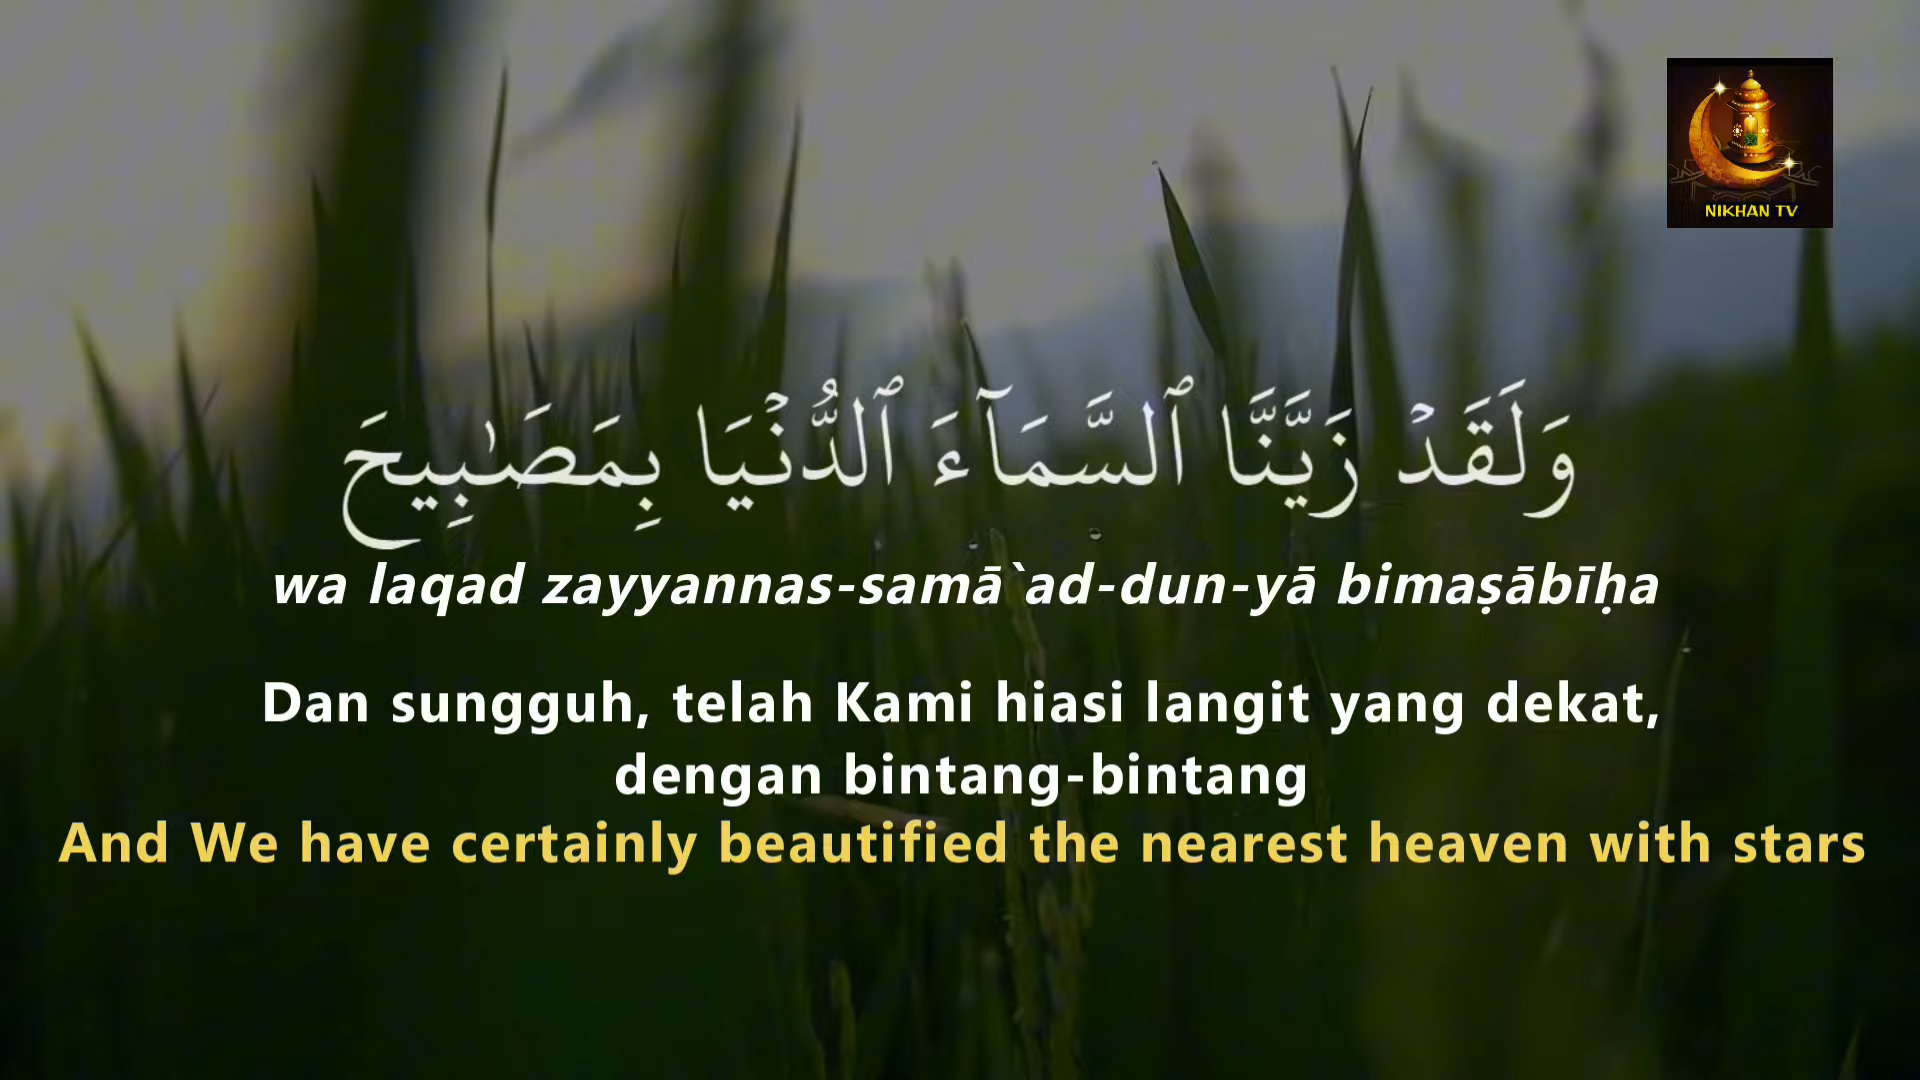 NIKHAN TV
وَلَقَدۡ زَيَّنَّا ٱلسَّمَآءَ ٱلدُّنۡيَا بِمَصَٰبِيحَ
wa laqad zayyannas-samā`ad-dun-yā bimaṣābīḥa
Dan sungguh, telah Kami hiasi langit yang dekat,
dengan bintang-bintang
And We have certainly beautified the nearest heaven with stars